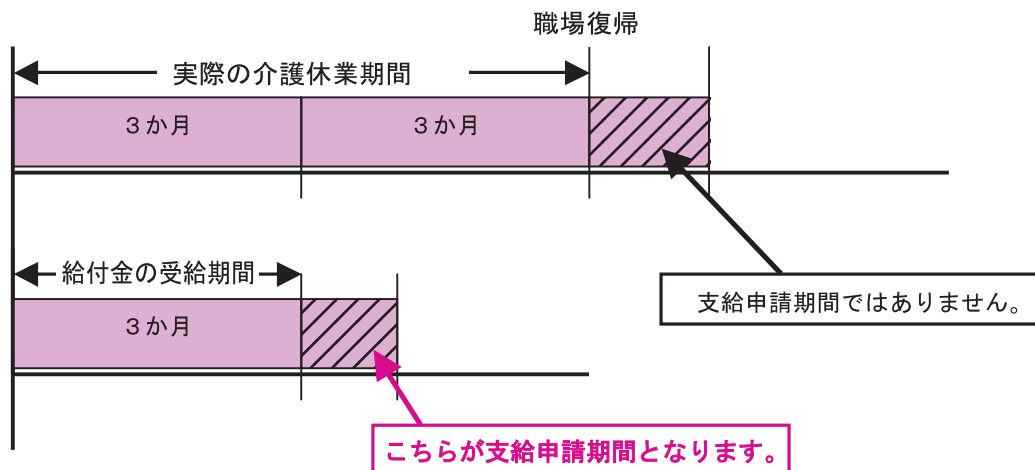 職場復帰
実際の介護休業期間
３か月
３か月
給付金の受給期間
３か月
支給申請期間ではありません。
こちらが支給申請期間となります。